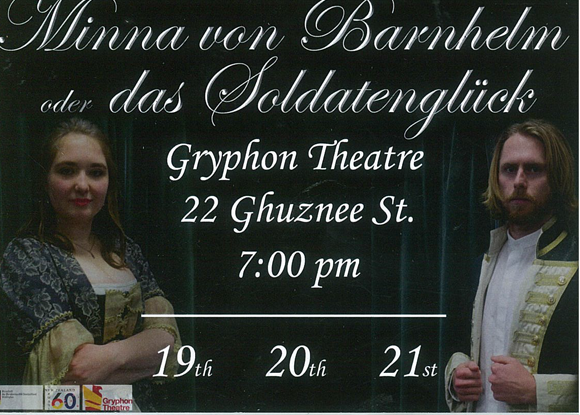 Minna von Barnhelm
oder das Soldatenglück
Gryphon Theatre
22 Ghuznee St.
7:00 pm
19th 20th 21st
60
Gryphon
Theatre